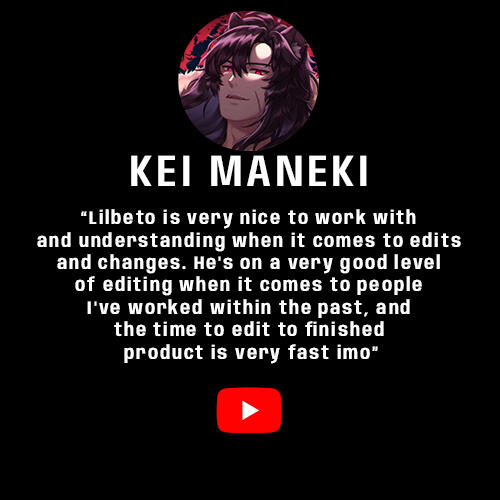 KEI MANEKI
“Lilbeto is very nice to work with
and understanding when it comes to edits
and changes. He's on a very good level
of editing when it comes to people
I've worked within the past, and
the time to edit to finished
product is very fast imo”